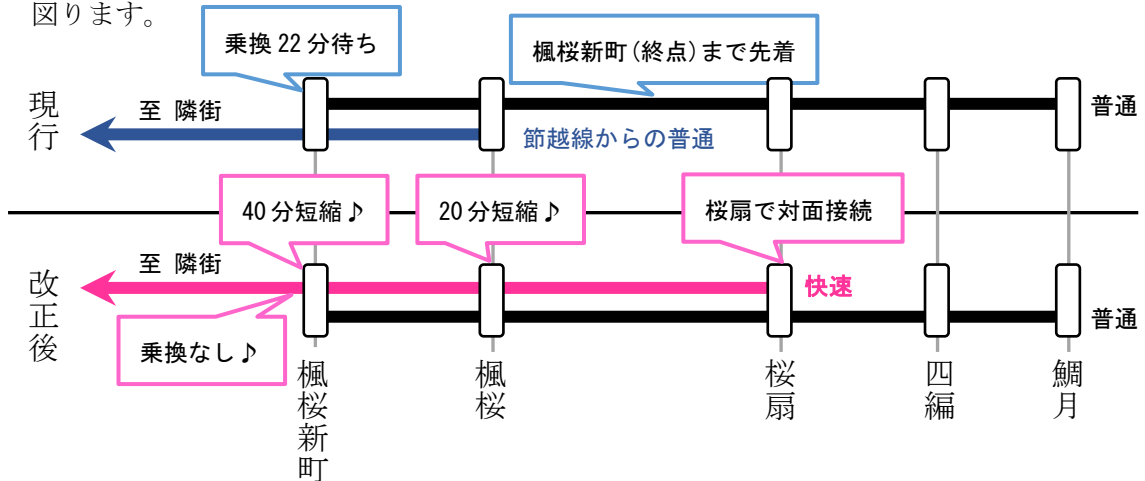 図ります。
乗換 22 分待ち
楓桜新町(終点)まで先着
現行
至 隣街
普通
節越線からの普通
40 分短縮♪
20 分短縮♪
桜扇で対面接続
改正後
至 隣街
快速
普通
乗換なし♪
楓桜新町
楓桜
桜扇
四編
鯛月